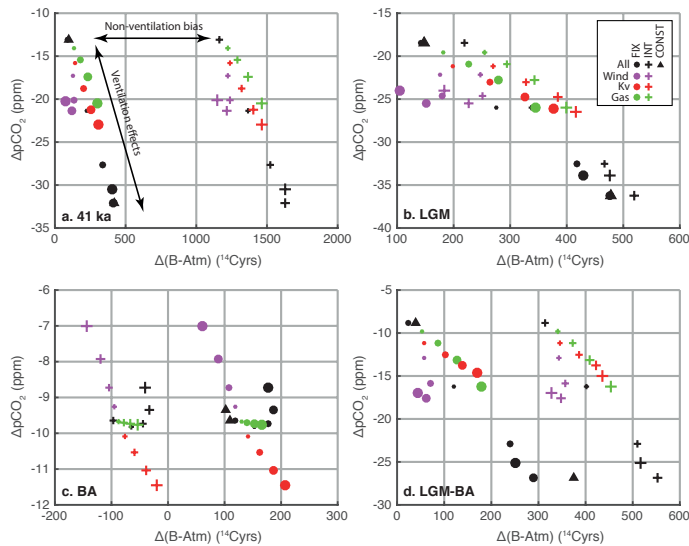 Non-ventilation bias
Ventilation effects
ΔpCO2 (ppm)
-10
-15
-20
-25
-30
-35
0
500
1000
1500
2000
a. 41 ka
Δ(B-Atm) (14Cyrs)
FIX
INT
CONST
All
Wind
Kv
Gas
ΔpCO2 (ppm)
-15
-20
-25
-30
-35
-40
100
200
300
400
500
600
b. LGM
Δ(B-Atm) (14Cyrs)
ΔpCO2 (ppm)
-5
-6
-7
-8
-9
-10
-11
-12
-200
-100
0
100
200
300
c. BA
Δ(B-Atm) (14Cyrs)
ΔpCO2 (ppm)
-5
-10
-15
-20
-25
-30
0
100
200
300
400
500
600
d. LGM-BA
Δ(B-Atm) (14Cyrs)